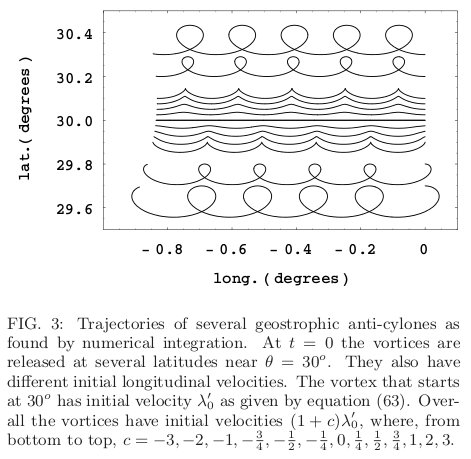 30.4
30.2
30.0
29.8
29.6
lat.(degrees)
-0.8 -0.6 -0.4 -0.2 0
long.(degrees)
FIG. 3: Trajectories of several geostrophic anti-cylones as
found by numerical integration. At t = 0 the vortices are
released at several latitudes near θ = 30°. They also have
different initial longitudinal velocities. The vortex that starts
at 30° has initial velocity λ′₀ as given by equation (63). Over-
all the vortices have initial velocities (1 + c)λ′₀, where, from
bottom to top, c = −3, −2, −1, −3/4, −1/2, −1/4, 0, 1/4, 1/2, 3/4, 1, 2, 3.